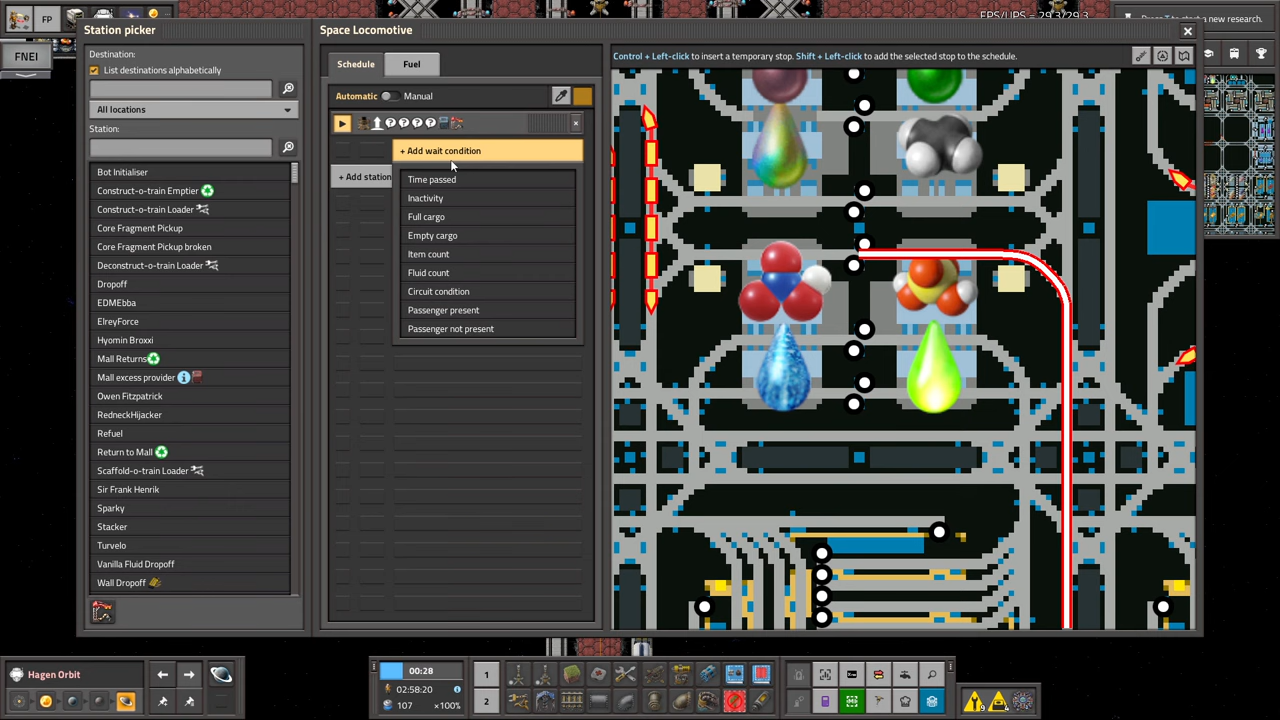 FP
FNEI
Station picker
Destination:
List destinations alphabetically
All locations
Station:
Bot Initialiser
Construct-o-train Emptier
Construct-o-train Loader
Core Fragment Pickup
Core Fragment Pickup broken
Deconstruct-o-train Loader
Dropoff
EDMEbba
ElreyForce
Hyomin Broxxi
Mall Returns
Mall excess provider
Owen Fitzpatrick
RedneckHijacker
Refuel
Return to Mall
Scaffold-o-train Loader
Sir Frank Henrik
Sparky
Stacker
Turvelo
Vanilla Fluid Dropoff
Wall Dropoff
Space Locomotive
Schedule
Fuel
Automatic
Manual
+ Add wait condition
+ Add station
Time passed
Inactivity
Full cargo
Empty cargo
Item count
Fluid count
Circuit condition
Passenger present
Passenger not present
Control + Left-click to insert a temporary stop. Shift + Left-click to add the selected stop to the schedule.
Hagen Orbit
00:28
02:58:20
107
×100%
1
2
9